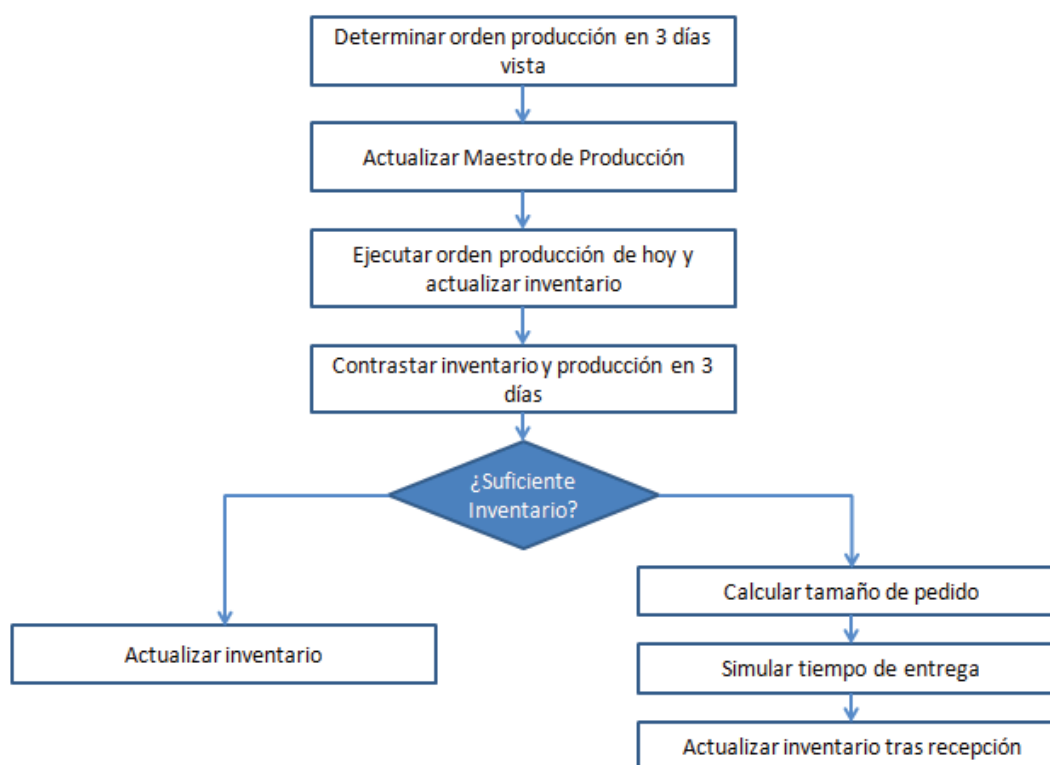 Determinar orden producción en 3 días
vista
Actualizar Maestro de Producción
Ejecutar orden producción de hoy y
actualizar inventario
Contrastar inventario y producción en 3
días
¿Suficiente
Inventario?
Actualizar inventario
Calcular tamaño de pedido
Simular tiempo de entrega
Actualizar inventario tras recepción